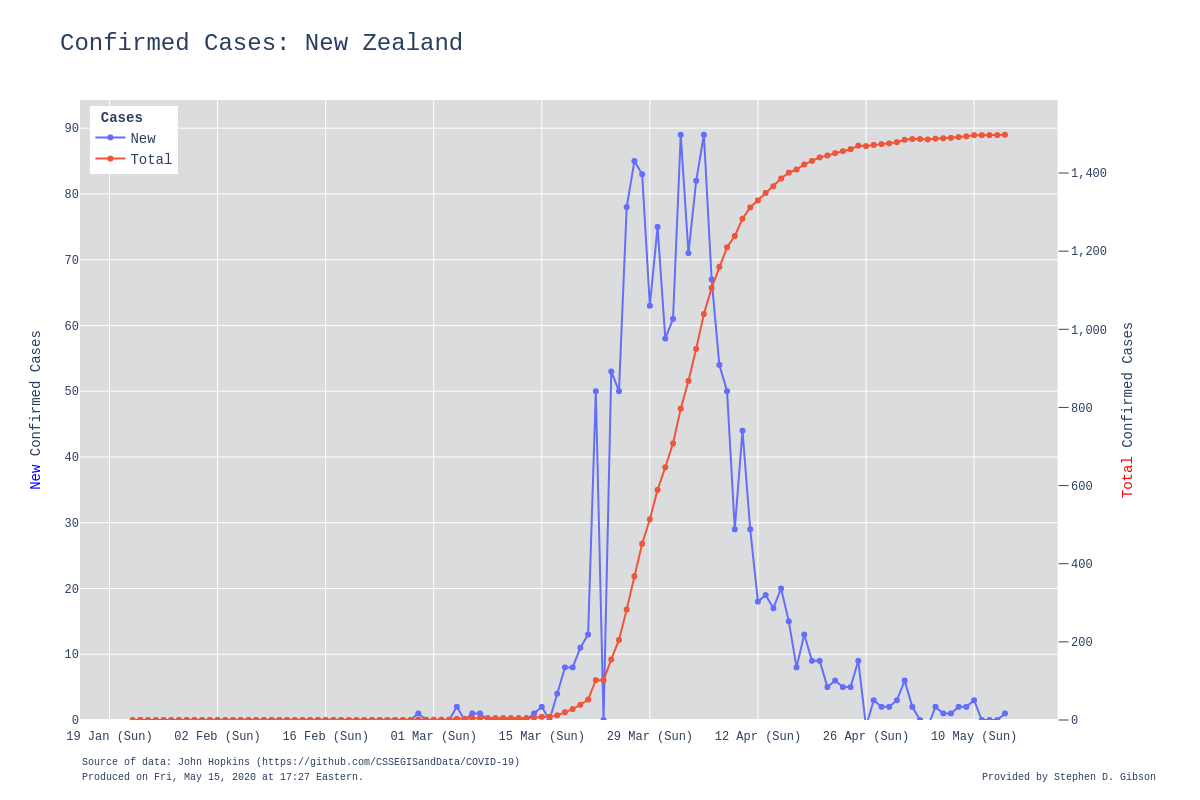 Confirmed Cases: New Zealand
Cases
New
Total
90
80
70
60
50
40
30
20
10
0
New Confirmed Cases
1,400
1,200
1,000
800
600
400
200
0
Total Confirmed Cases
19 Jan (Sun) 02 Feb (Sun) 16 Feb (Sun) 01 Mar (Sun) 15 Mar (Sun) 29 Mar (Sun) 12 Apr (Sun) 26 Apr (Sun) 10 May (Sun)
Source of data: John Hopkins (https://github.com/CSSEGISandData/COVID-19)
Produced on Fri, May 15, 2020 at 17:27 Eastern.
Provided by Stephen D. Gibson